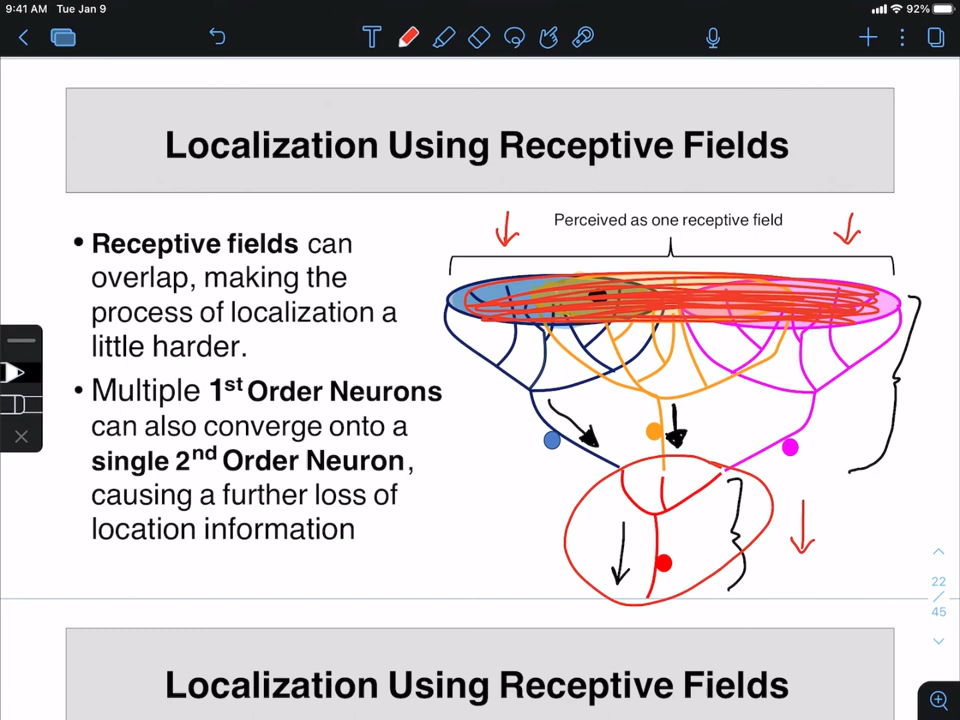 9:41 AM Tue Jan 9
92%
Localization Using Receptive Fields
• Receptive fields can
overlap, making the
process of localization a
little harder.
• Multiple 1st Order Neurons
can also converge onto a
single 2nd Order Neuron,
causing a further loss of
location information
Perceived as one receptive field
22
/
45
Localization Using Receptive Fields